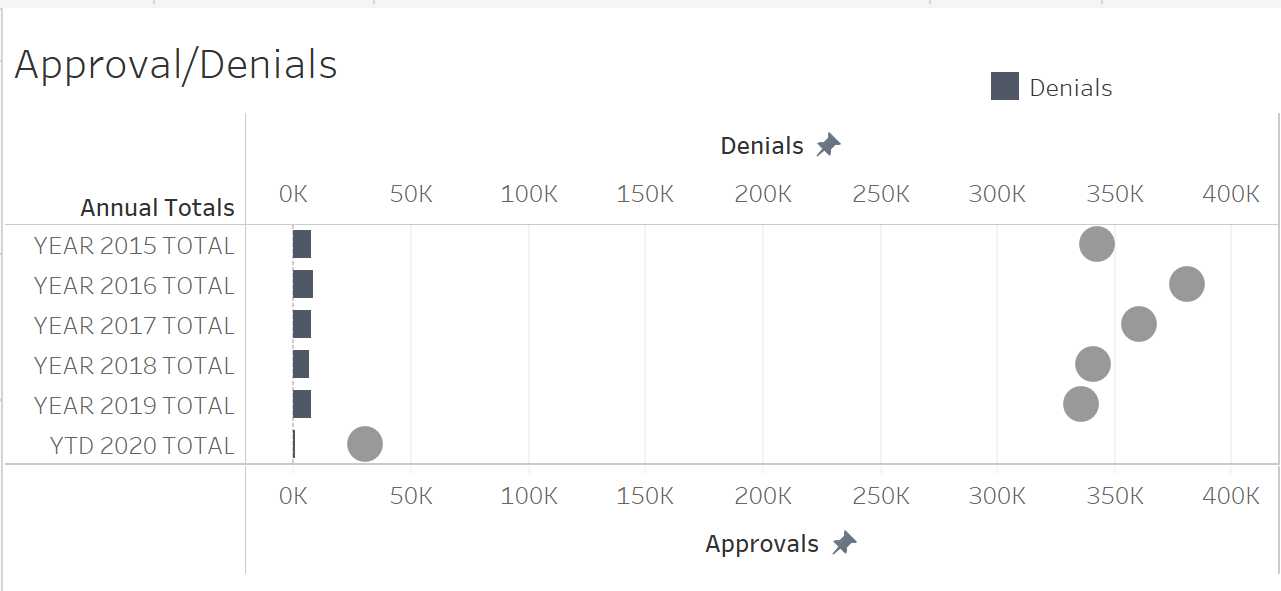 Approval/Denials
Denials
Denials
Annual Totals
0K 50K 100K 150K 200K 250K 300K 350K 400K
YEAR 2015 TOTAL
YEAR 2016 TOTAL
YEAR 2017 TOTAL
YEAR 2018 TOTAL
YEAR 2019 TOTAL
YTD 2020 TOTAL
0K 50K 100K 150K 200K 250K 300K 350K 400K
Approvals